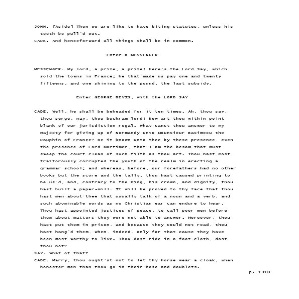 JOHN. [Aside] Then we are like to have biting statutes, unless his
teeth be pull'd out.
CADE. And henceforward all things shall be in common.
Enter a MESSENGER
MESSENGER. My lord, a prize, a prize! Here's the Lord Say, which
sold the towns in France; he that made us pay one and twenty
fifteens, and one shilling to the pound, the last subsidy.
Enter GEORGE BEVIS, with the LORD SAY
CADE. Well, he shall be beheaded for it ten times. Ah, thou say,
thou serge, nay, thou buckram lord! Now art thou within point
blank of our jurisdiction regal. What canst thou answer to my
majesty for giving up of Normandy unto Mounsieur Basimecu the
Dauphin of France? Be it known unto thee by these presence, even
the presence of Lord Mortimer, that I am the besom that must
sweep the court clean of such filth as thou art. Thou hast most
traitorously corrupted the youth of the realm in erecting a
grammar school; and whereas, before, our forefathers had no other
books but the score and the tally, thou hast caused printing to
be us'd, and, contrary to the King, his crown, and dignity, thou
hast built a paper-mill. It will be proved to thy face that thou
hast men about thee that usually talk of a noun and a verb, and
such abominable words as no Christian ear can endure to hear.
Thou hast appointed justices of peace, to call poor men before
them about matters they were not able to answer. Moreover, thou
hast put them in prison, and because they could not read, thou
hast hang'd them, when, indeed, only for that cause they have
been most worthy to live. Thou dost ride in a foot-cloth, dost
thou not?
SAY. What of that?
CADE. Marry, thou ought'st not to let thy horse wear a cloak, when
honester men than thou go in their hose and doublets.